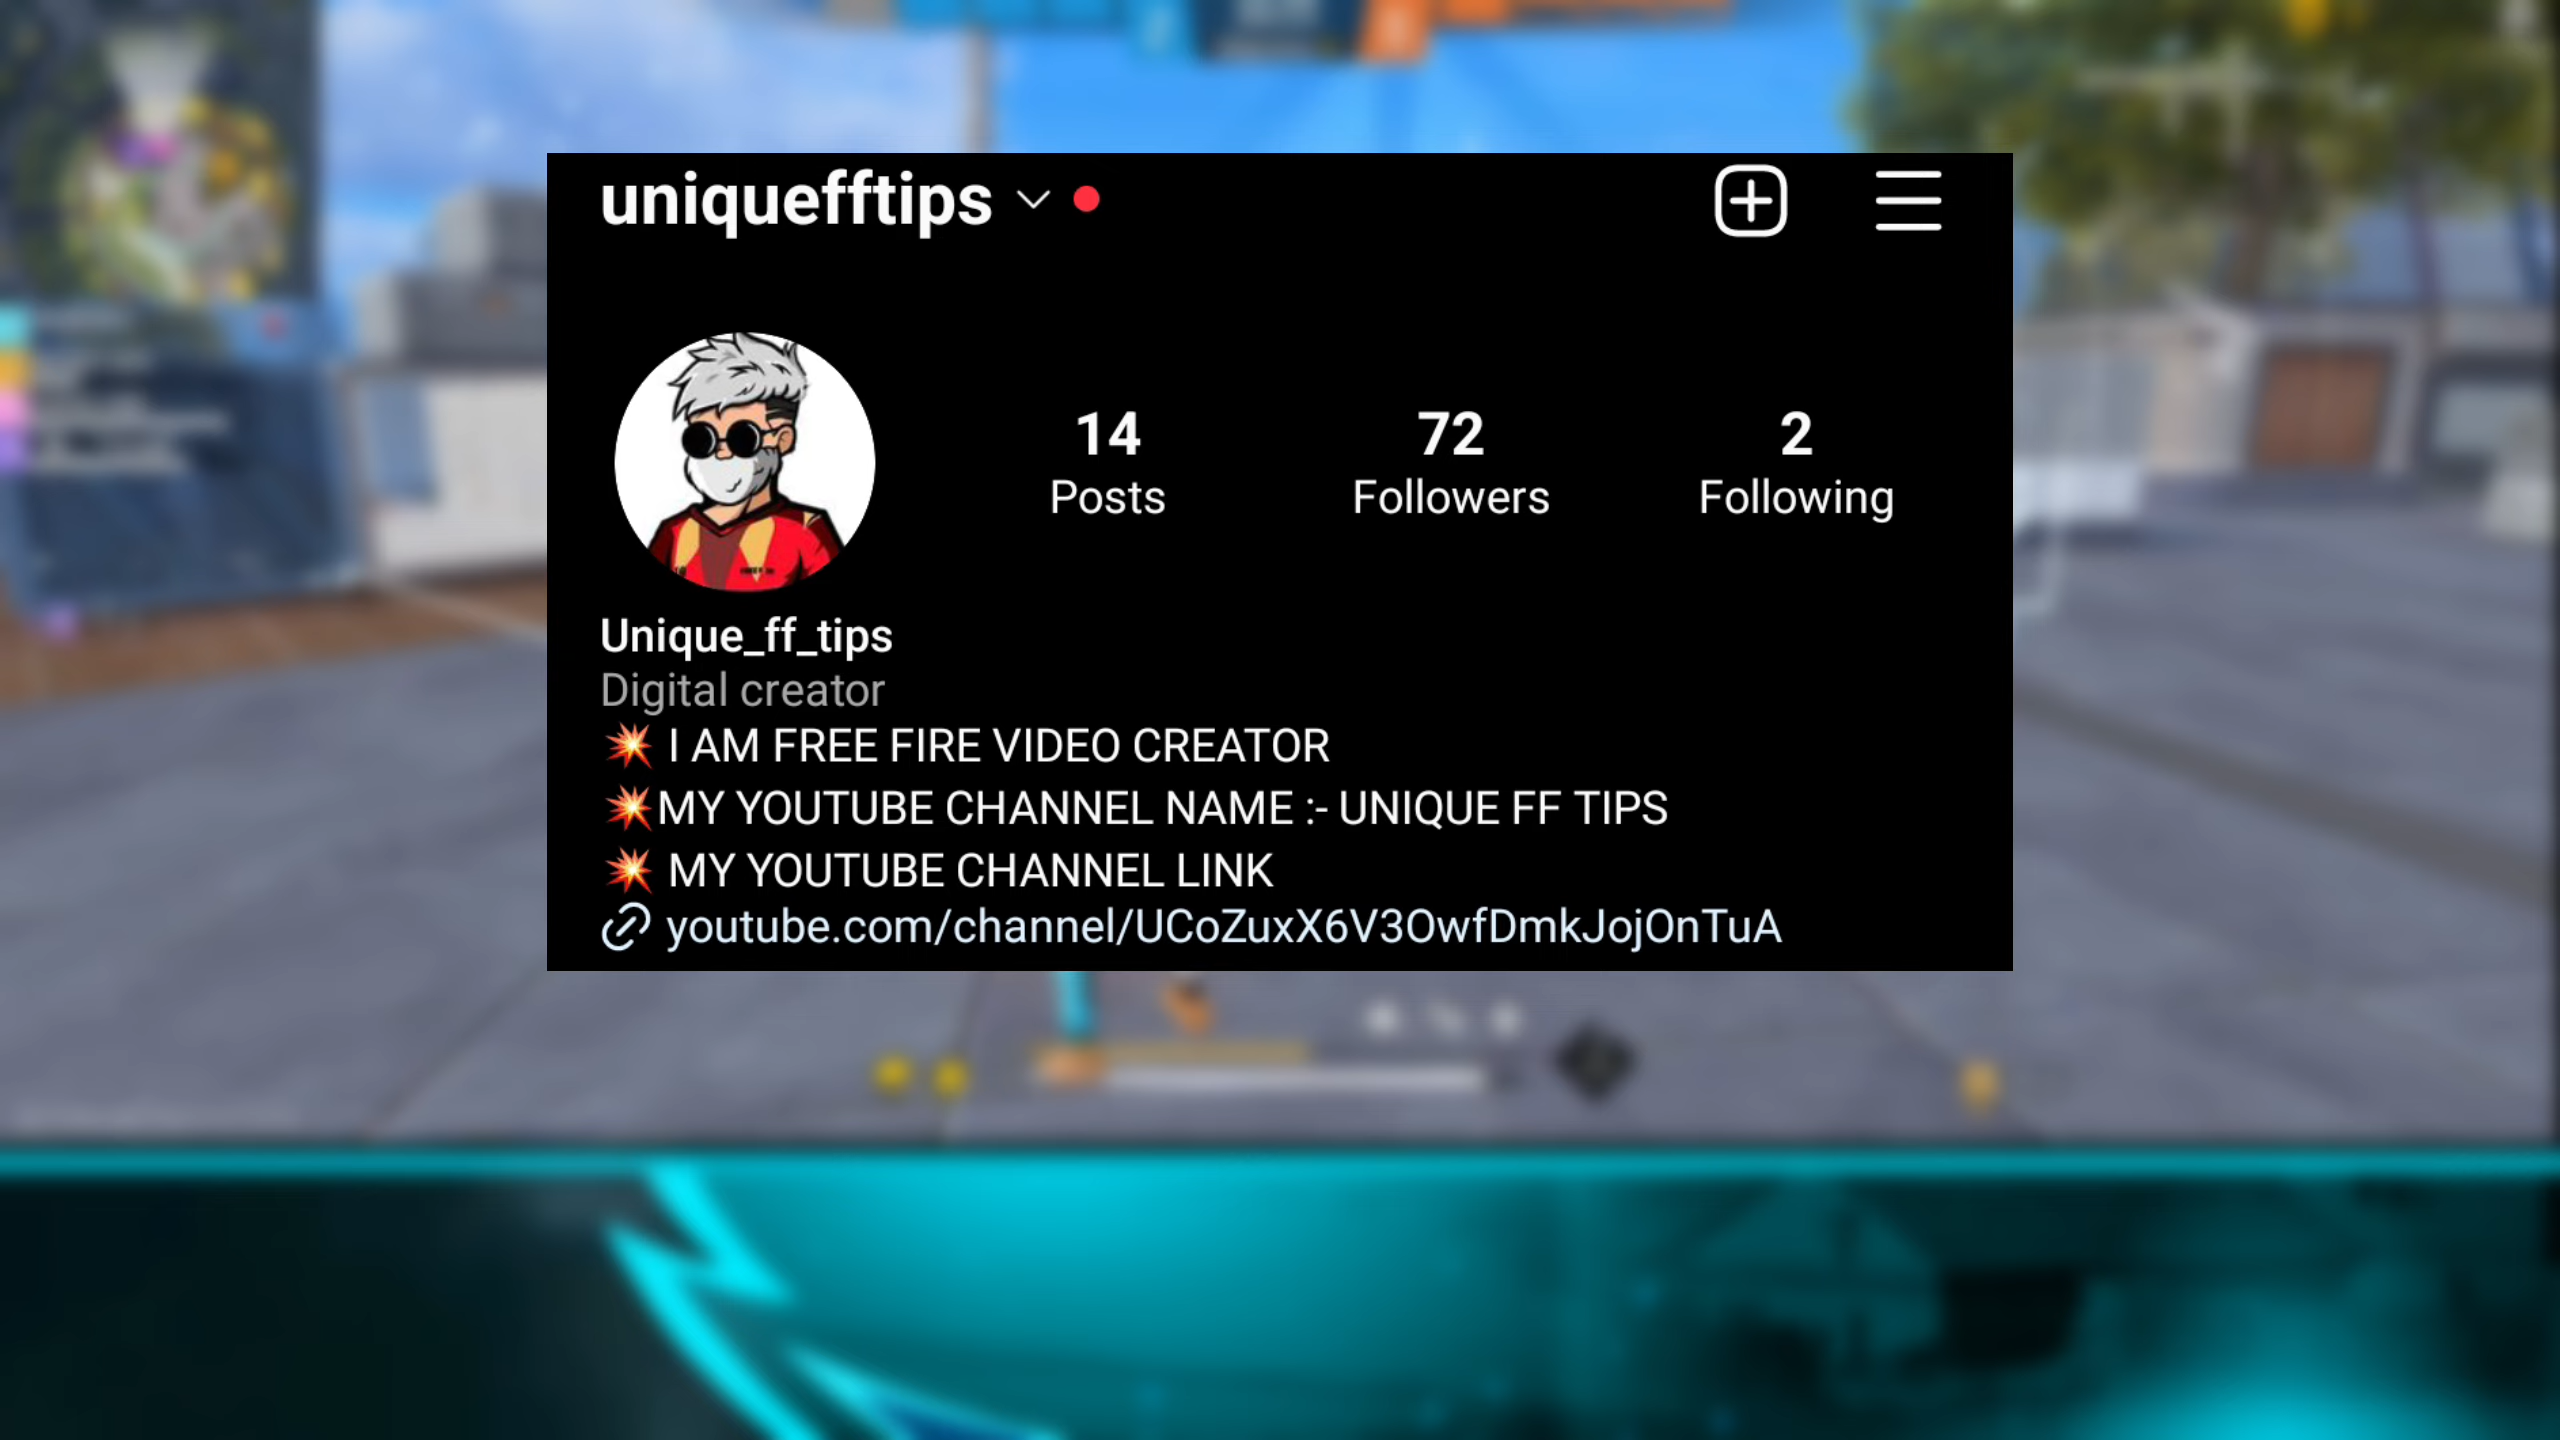 uniquefftips
14
Posts
72
Followers
2
Following
Unique_ff_tips
Digital creator
💥 I AM FREE FIRE VIDEO CREATOR
💥MY YOUTUBE CHANNEL NAME :- UNIQUE FF TIPS
💥 MY YOUTUBE CHANNEL LINK
youtube.com/channel/UCoZuxX6V3OwfDmkJojOnTuA